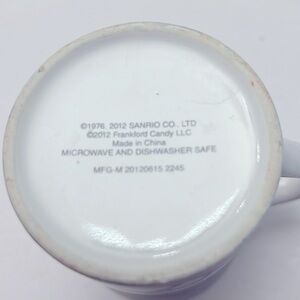 ©1976, 2012 SANRIO CO., LTD
©2012 Frankford Candy LLC
Made in China
MICROWAVE AND DISHWASHER SAFE
MFG-M 20120615 2245